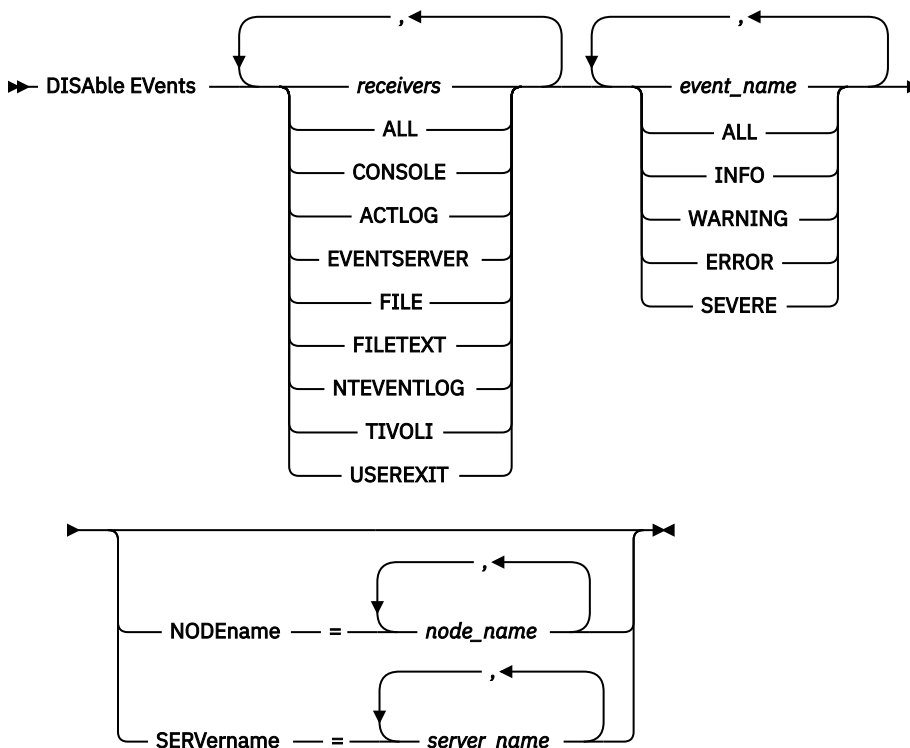 ,
,
DISAble EVents
receivers
event_name
ALL
ALL
CONSOLE
INFO
ACTLOG
WARNING
EVENTSERVER
ERROR
FILE
SEVERE
FILETEXT
NTEVENTLOG
TIVOLI
USEREXIT
,
NODEname = node_name
,
SERVername = server_name